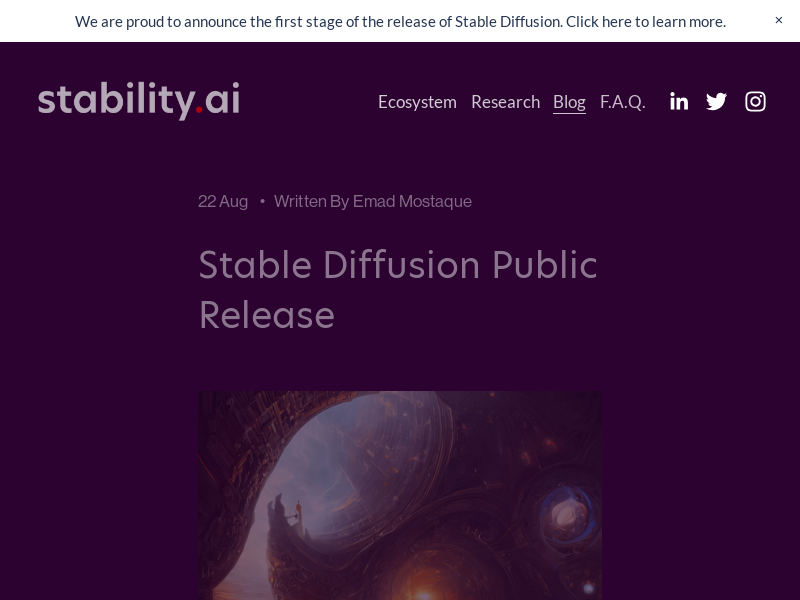 We are proud to announce the first stage of the release of Stable Diffusion. Click here to learn more. ×
stability.ai
Ecosystem Research Blog F.A.Q.
22 Aug • Written By Emad Mostaque
Stable Diffusion Public
Release